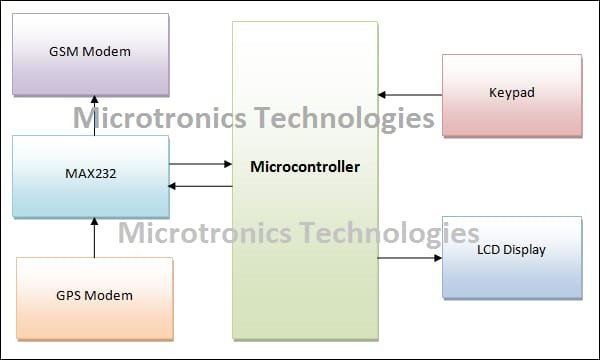 GSM Modem
Keypad
Microtronics Technologies
MAX232
Microcontroller
Microtronics Technologies
LCD Display
GPS Modem